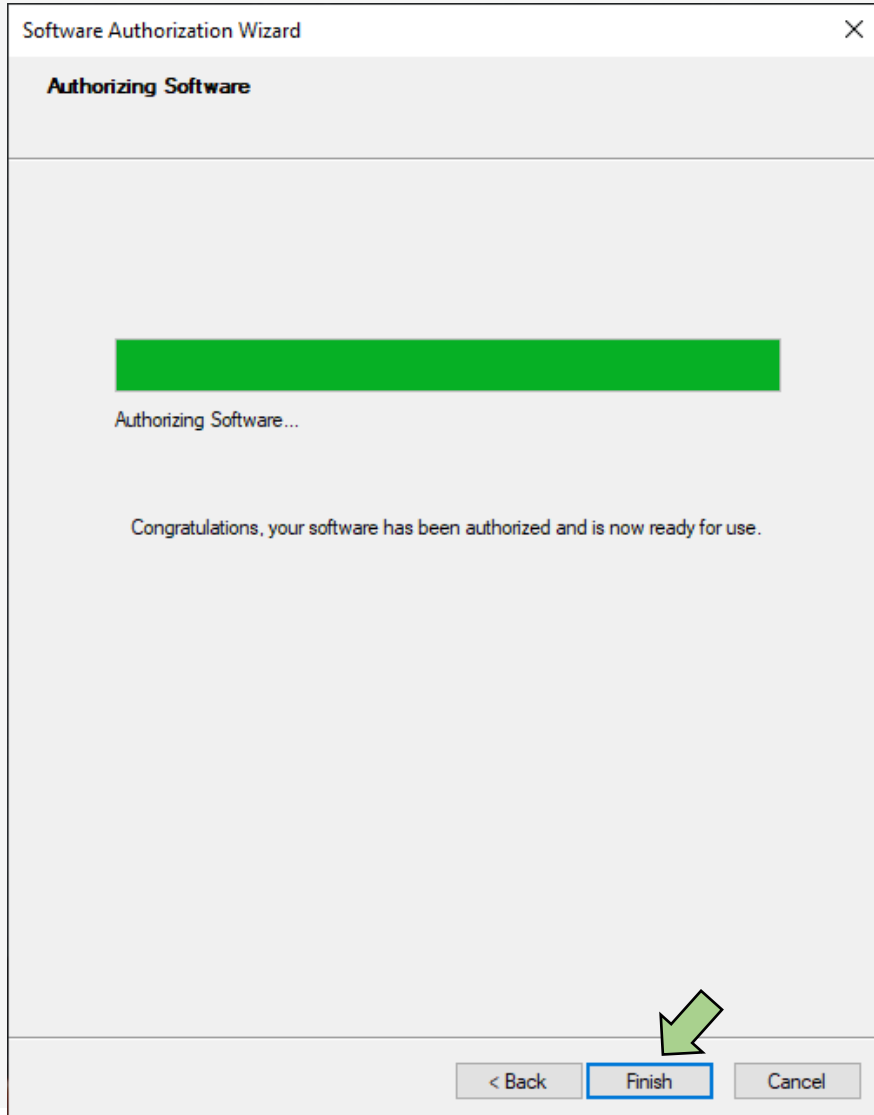 Software Authorization Wizard
Authorizing Software
Authorizing Software...
Congratulations, your software has been authorized and is now ready for use.
< Back Finish Cancel